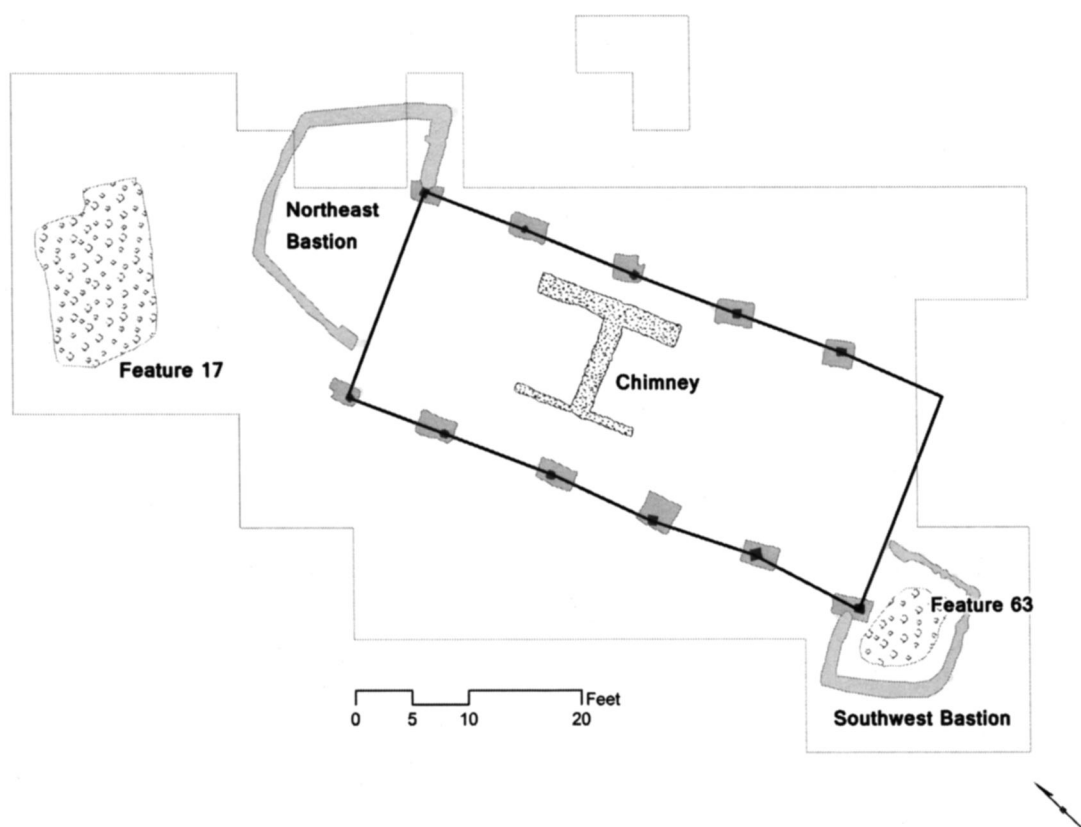 Northeast
Bastion
Feature 17
Chimney
Feature 63
Feet
0 5 10 20
Southwest Bastion